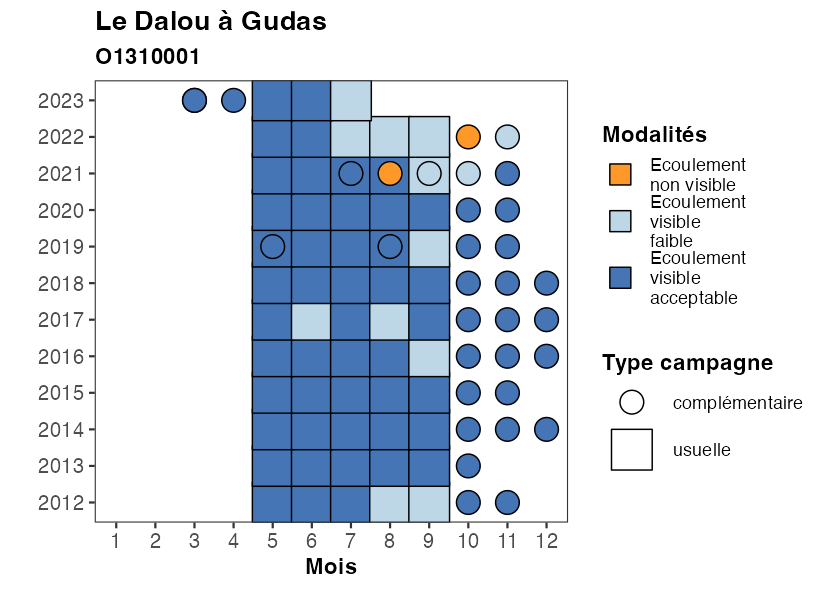 Le Dalou à Gudas
O1310001
2023
2022
2021
2020
2019
2018
2017
2016
2015
2014
2013
2012
1 2 3 4 5 6 7 8 9 10 11 12
Mois
Modalités
Ecoulement
non visible
Ecoulement
visible
faible
Ecoulement
visible
acceptable
Type campagne
complémentaire
usuelle